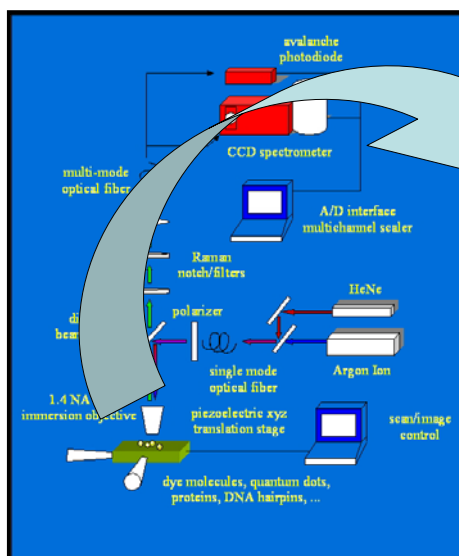 avalanche
photodiode
CCD spectrometer
multi-mode
optical fiber
A/D interface
multichannel scaler
Raman
notch/filters
HeNe
polarizer
Argon Ion
single mode
optical fiber
1.4 NA
immersion objective
piezoelectric xyz
translation stage
scan/image
control
dye molecules, quantum dots,
proteins, DNA hairpins, ...